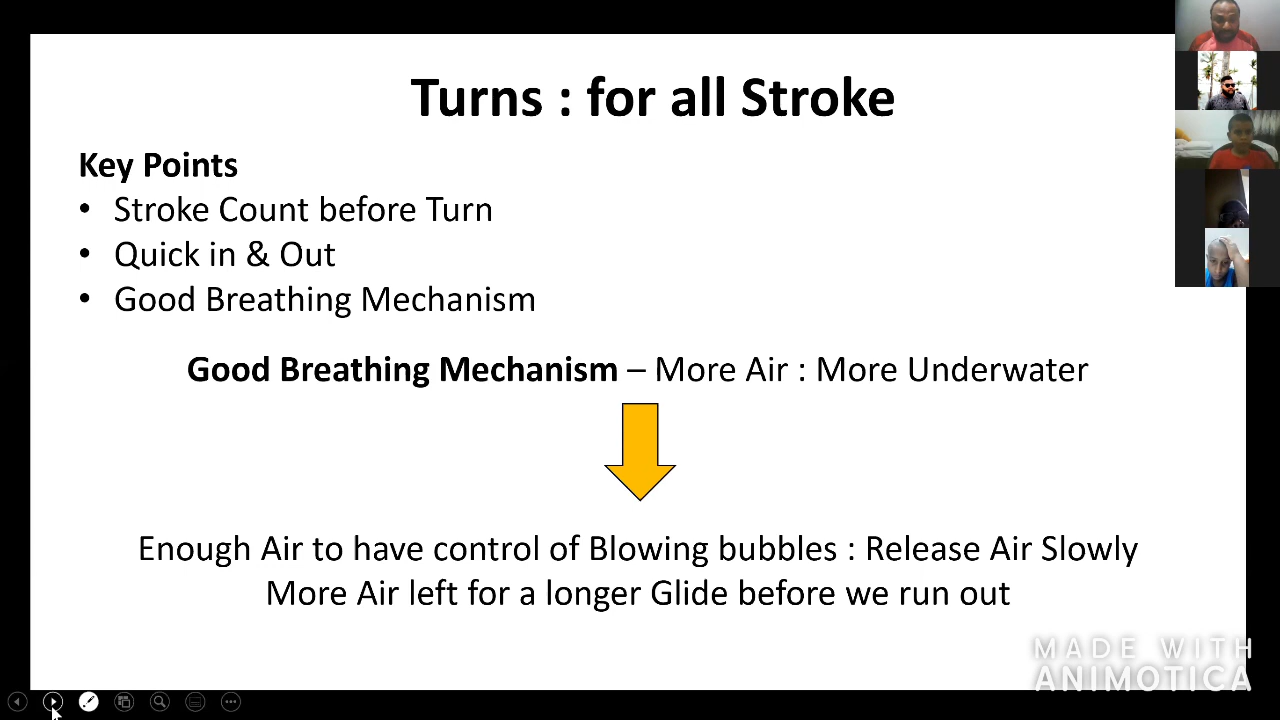 Turns : for all Stroke
Key Points
• Stroke Count before Turn
• Quick in & Out
• Good Breathing Mechanism
Good Breathing Mechanism – More Air : More Underwater
Enough Air to have control of Blowing bubbles : Release Air Slowly
More Air left for a longer Glide before we run out
MADE WITH
ANIMOTICA